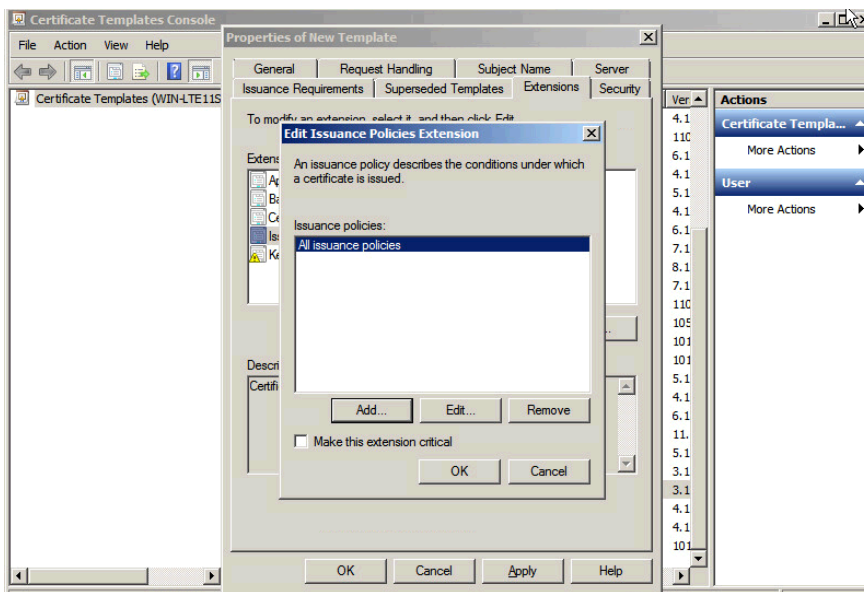 Certificate Templates Console
File Action View Help
Certificate Templates (WIN-LTE11S
Properties of New Template
General Request Handling Subject Name Server
Issuance Requirements Superseded Templates Extensions Security
To modify an extension, select it, and then click Edit
Edit Issuance Policies Extension
An issuance policy describes the conditions under which
a certificate is issued.
Issuance policies:
All issuance policies
Add... Edit... Remove
Make this extension critical
OK Cancel
OK Cancel Apply Help
Ver
4.1
110
6.1
4.1
5.1
4.1
6.1
7.1
8.1
7.1
110
105
101
101
5.1
4.1
6.1
11.
5.1
3.1
3.1
4.1
4.1
101
Actions
Certificate Templa...
More Actions
User
More Actions